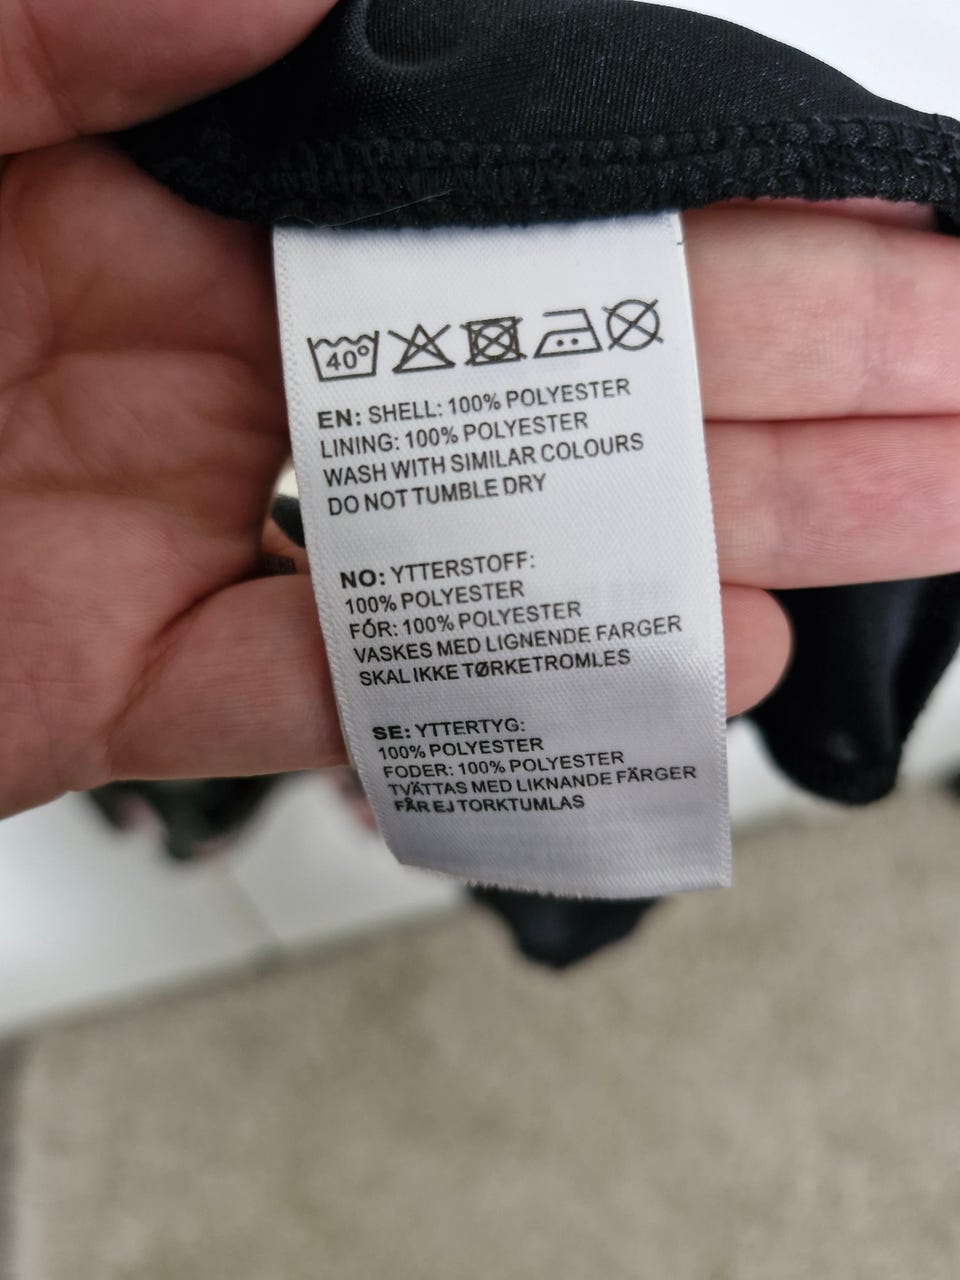 40°
EN: SHELL: 100% POLYESTER
LINING: 100% POLYESTER
WASH WITH SIMILAR COLOURS
DO NOT TUMBLE DRY
NO: YTTERSTOFF:
100% POLYESTER
FÓR: 100% POLYESTER
VASKES MED LIGNENDE FARGER
SKAL IKKE TØRKETROMLES
SE: YTTERTYG:
100% POLYESTER
FODER: 100% POLYESTER
TVÄTTAS MED LIKNANDE FÄRGER
FÅR EJ TORKTUMLAS